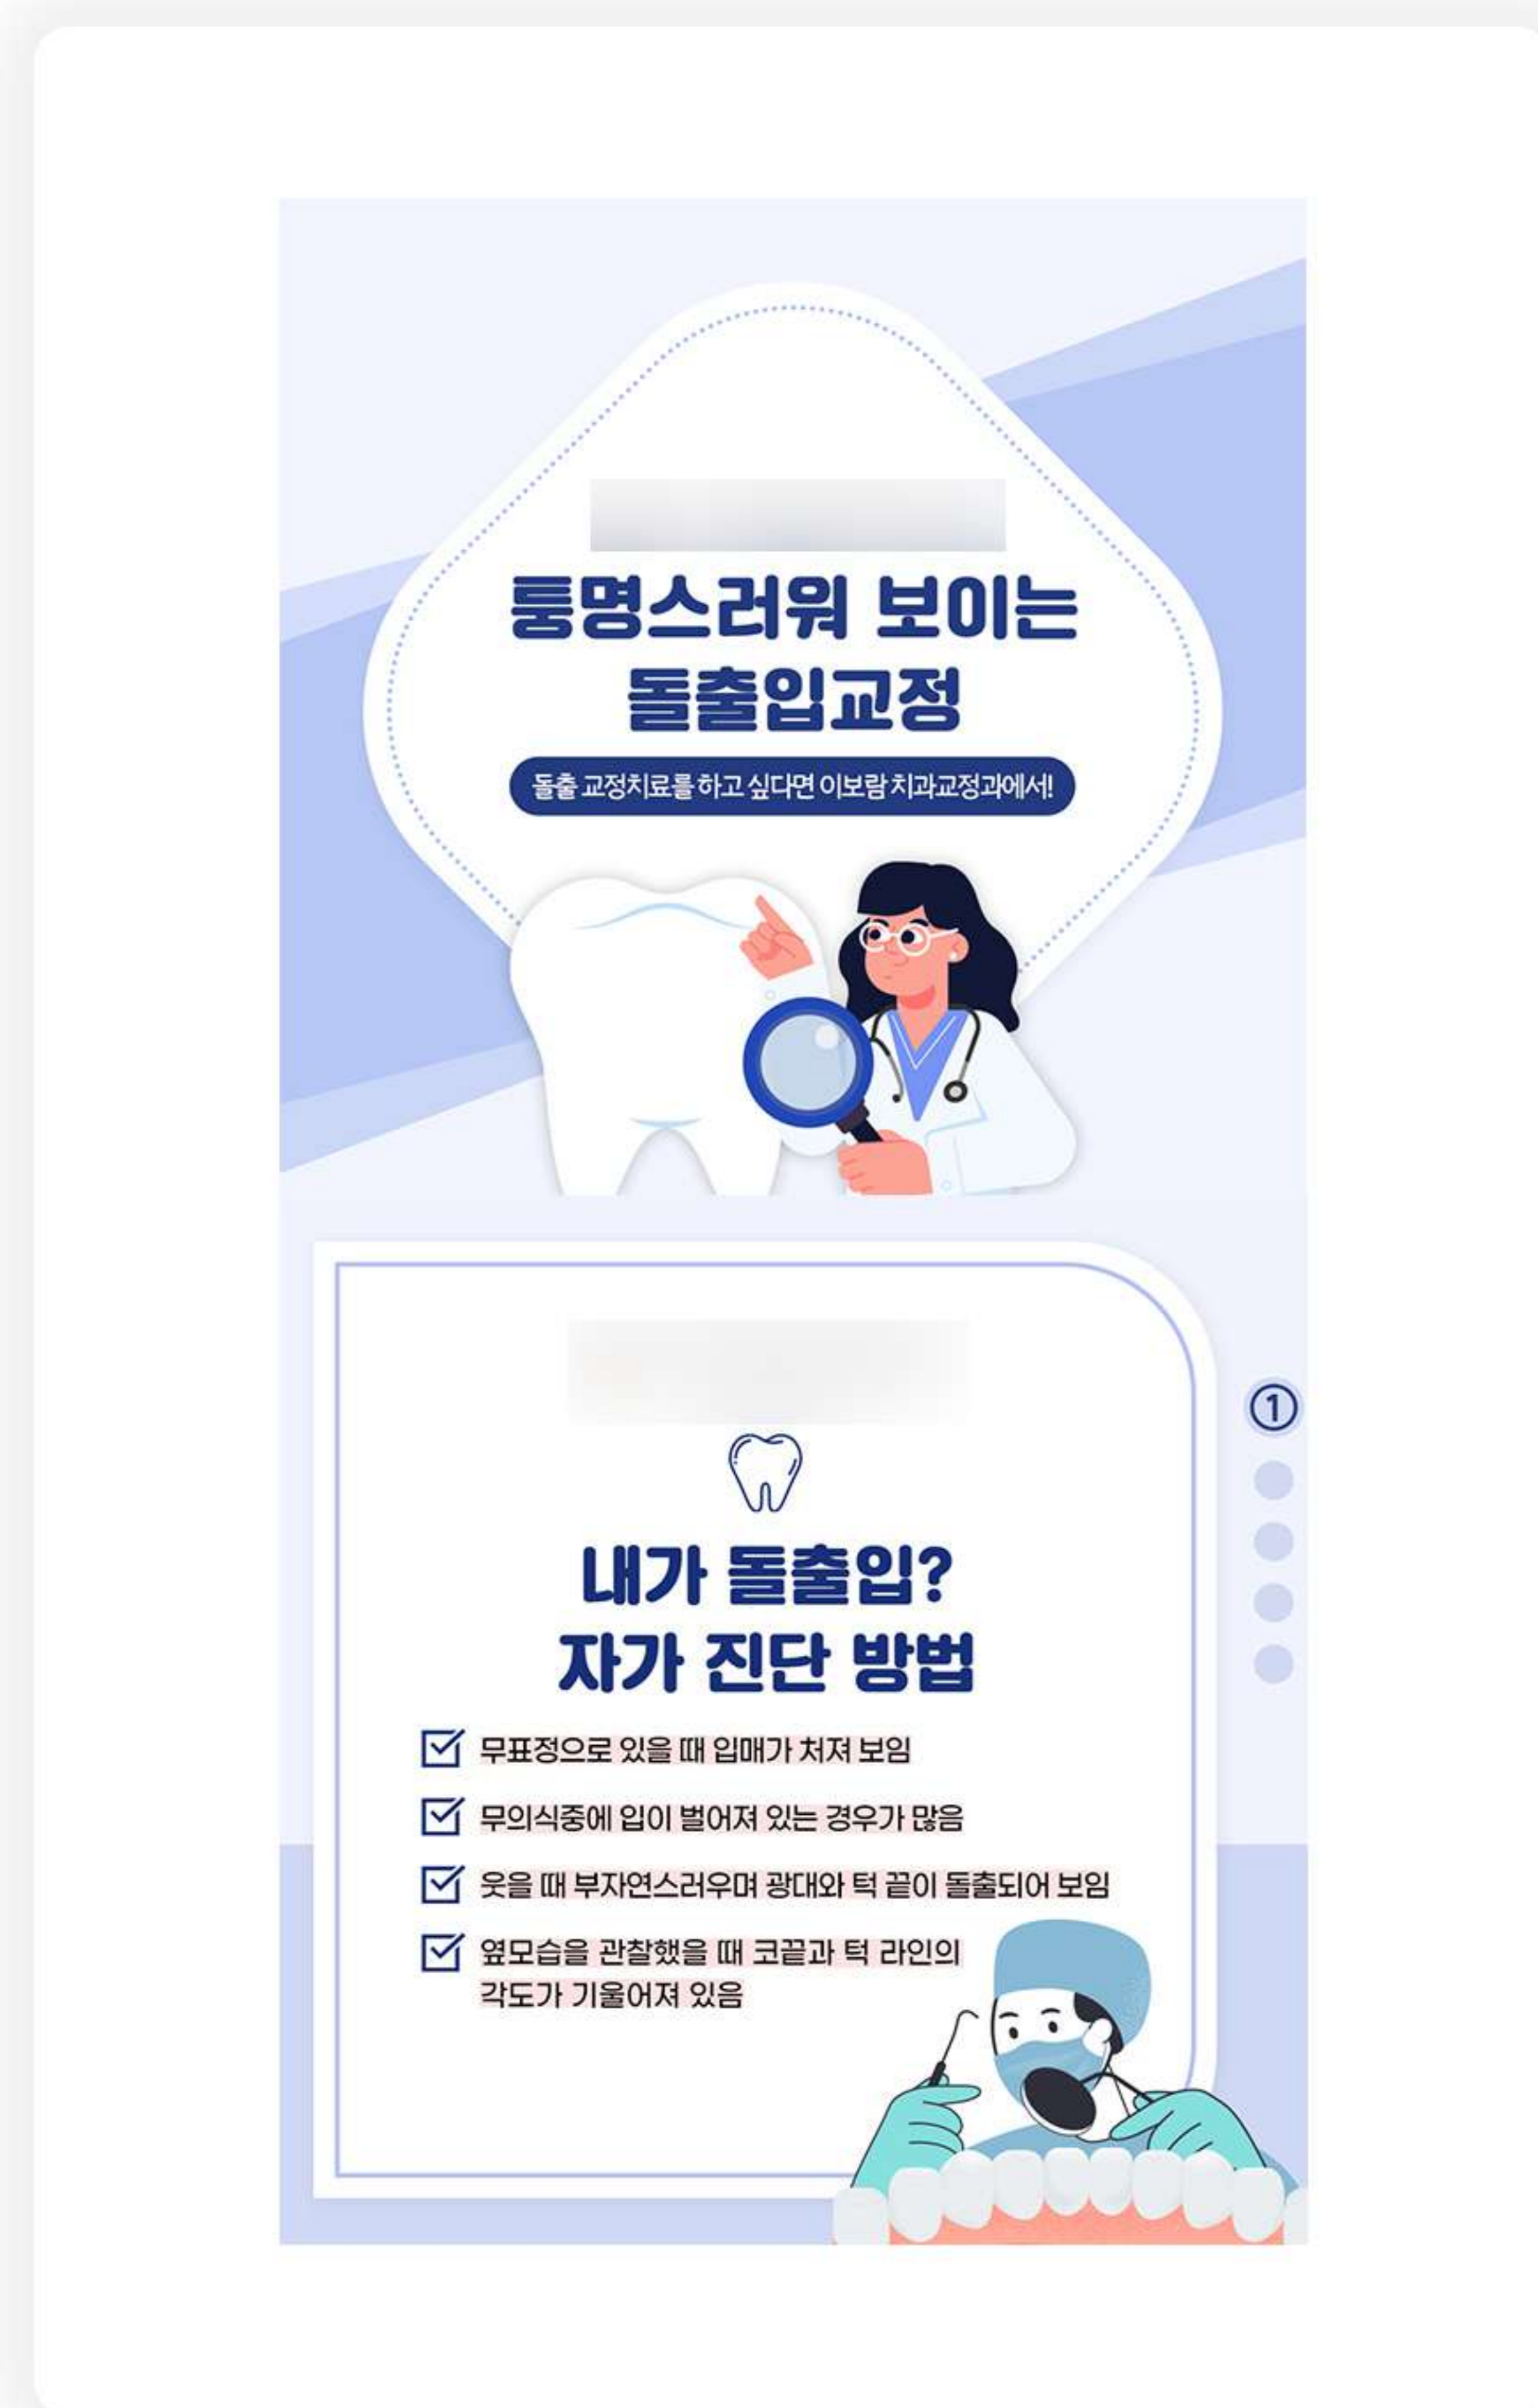 퉁명스러워 보이는
돌출입교정
돌출 교정치료를 하고 싶다면 이보람 치과교정과에서!
1
내가 돌출입?
자가 진단 방법
무표정으로 있을 때 입매가 처져 보임
무의식중에 입이 벌어져 있는 경우가 많음
웃을 때 부자연스러우며 광대와 턱 끝이 돌출되어 보임
옆모습을 관찰했을 때 코끝과 턱 라인의
각도가 기울어져 있음